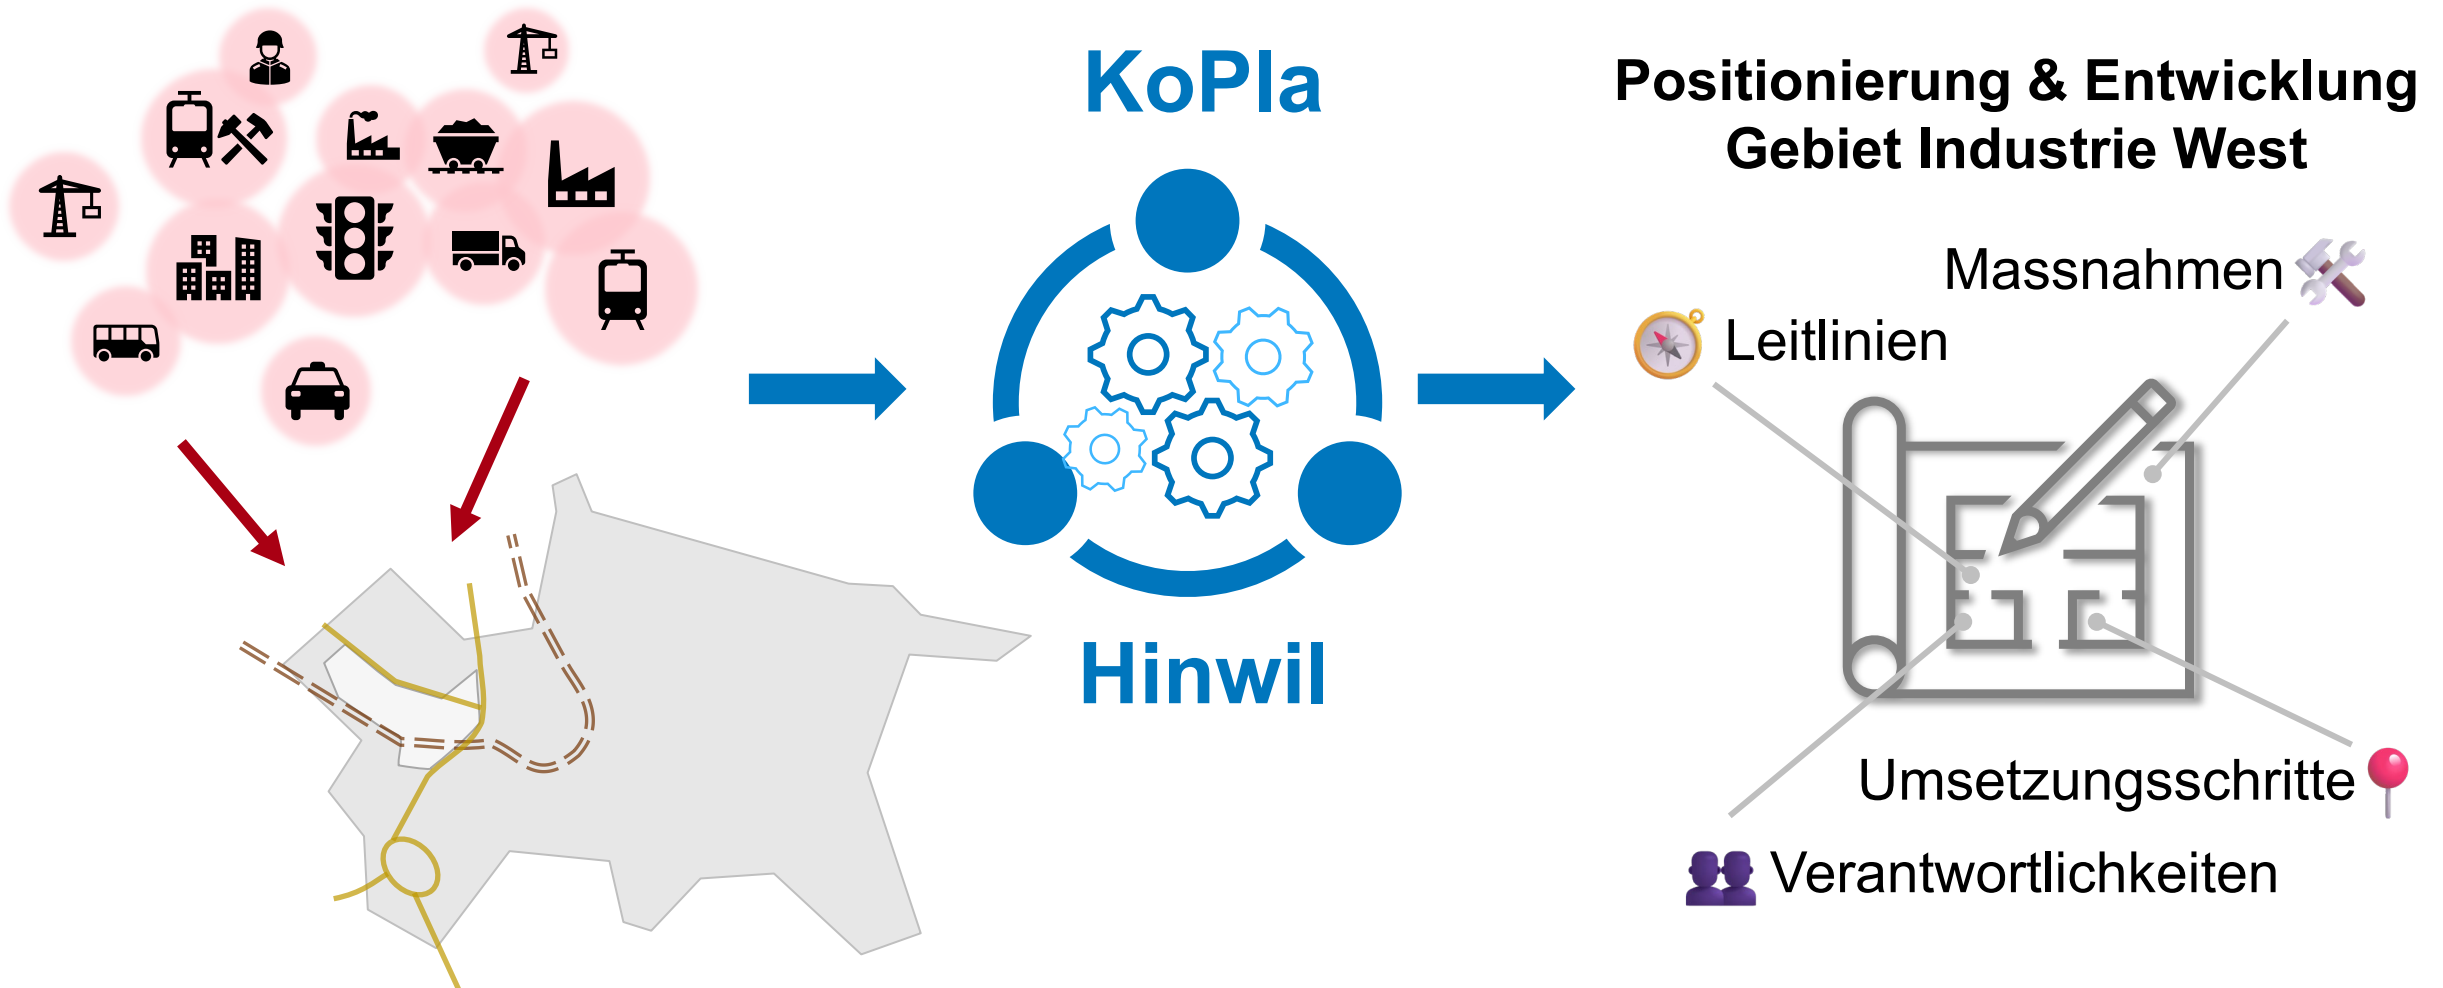 KoPla
Hinwil
Positionierung & Entwicklung
Gebiet Industrie West
Massnahmen
Leitlinien
Umsetzungsschritte
Verantwortlichkeiten